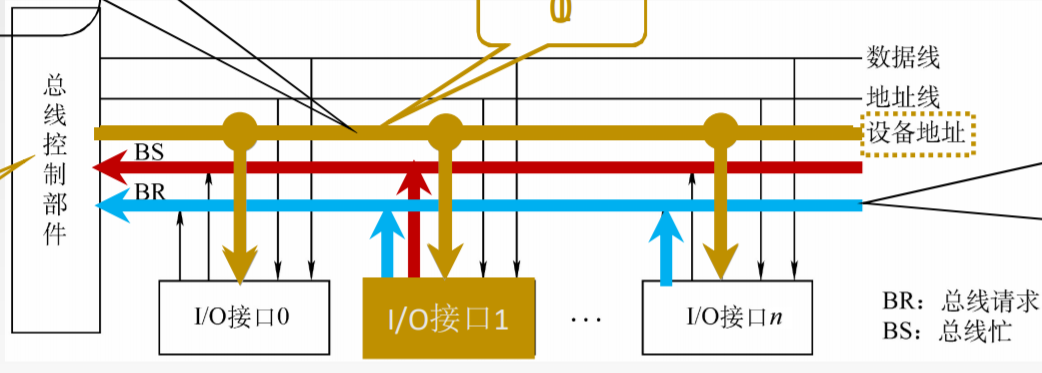 数据线
总线控制部件
地址线
设备地址
BS
BR
I/O接口0
I/O接口1
…
I/O接口n
BR：总线请求
BS：总线忙